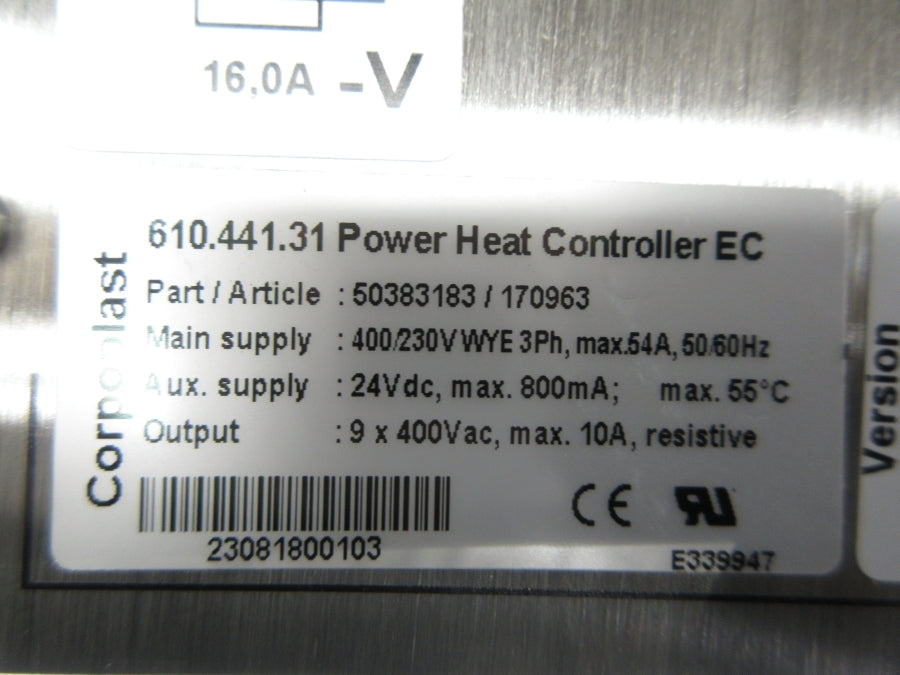 16,0A -V
610.441.31 Power Heat Controller EC
Part / Article : 50383183 / 170963
Main supply : 400/230V WYE 3Ph, max.54A, 50/60Hz
Aux. supply : 24Vdc, max. 800mA; max. 55°C
Output : 9 x 400Vac, max. 10A, resistive
Corpoplast
CE RU
23081800103
E339947
Version